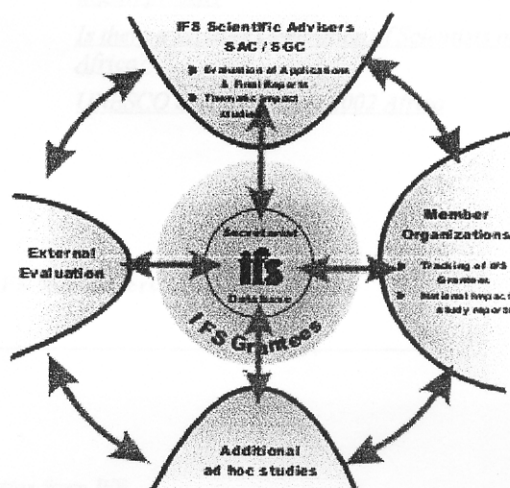 IFS Scientific Advisers
SAC / SGC
Evaluation of Applications
& Final Reports
Thematic Impact
studies
External
Evaluation
Secretariat
ifs
Database
IFS Grantees
Member
Organizations
Tracking of IFS
Grantees
National Impact
study reports
Additional
ad hoc studies